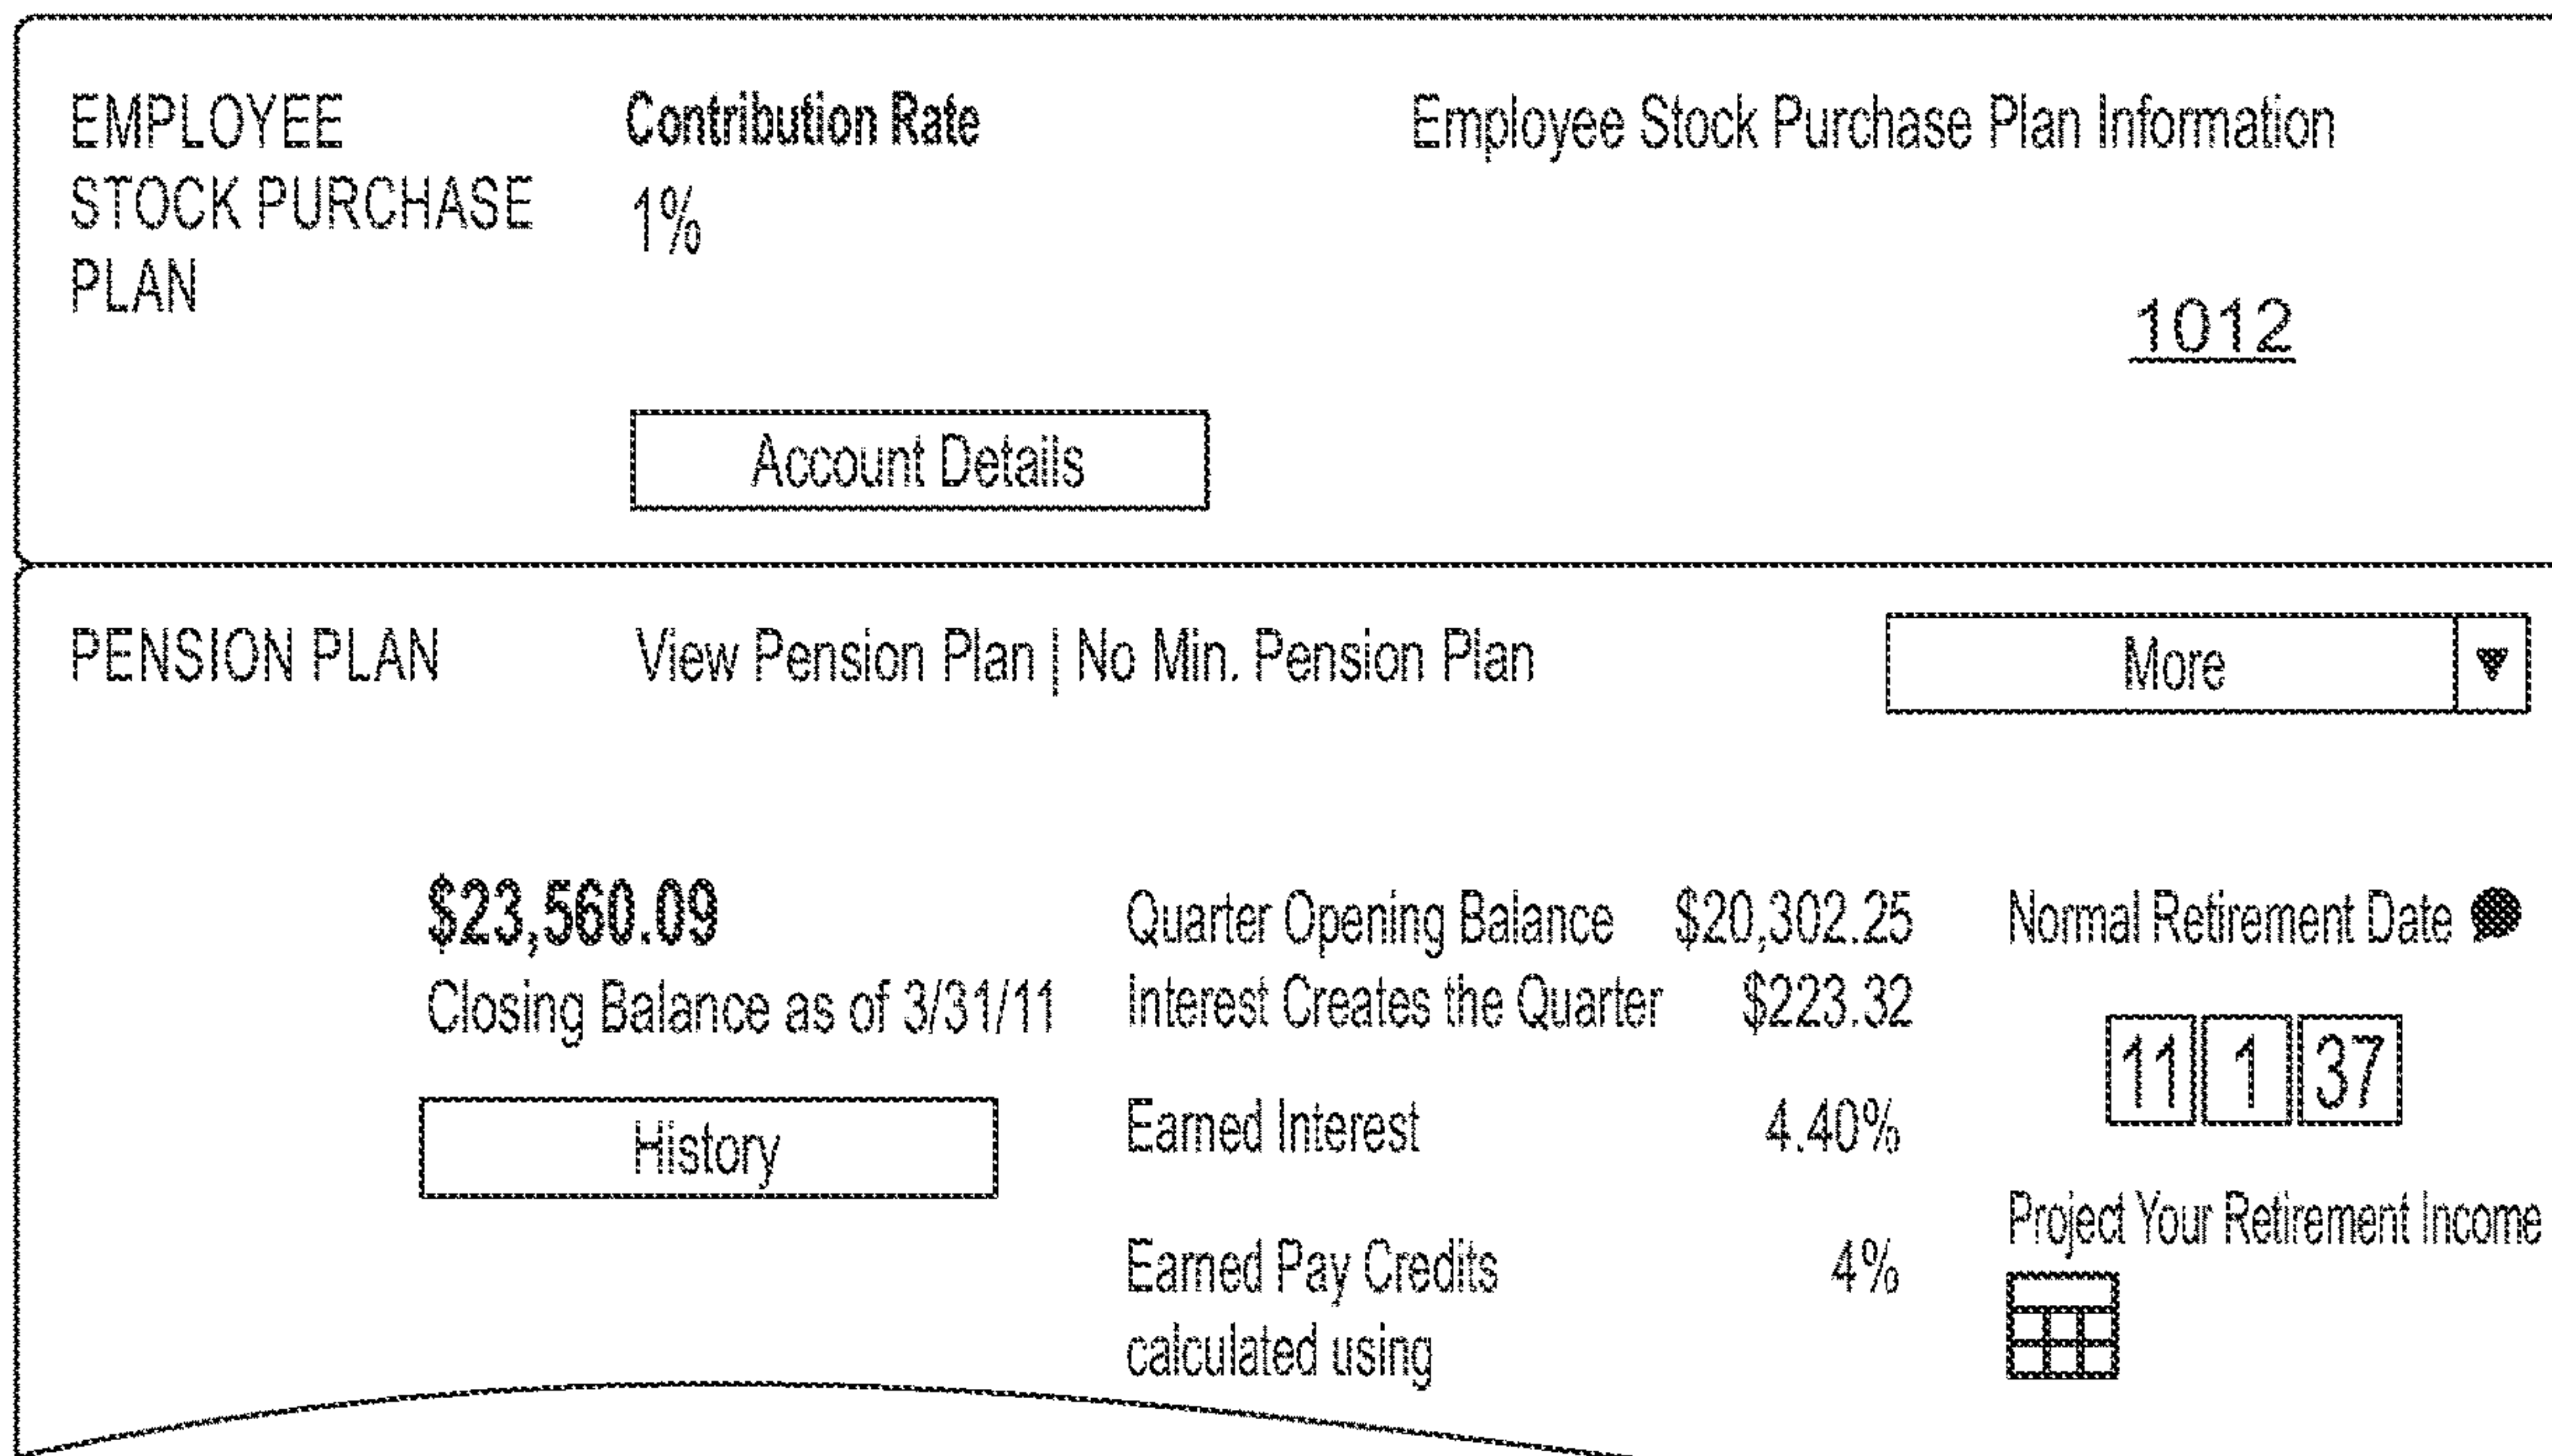 EMPLOYEE
STOCK PURCHASE
PLAN
Contribution Rate
1%
Account Details
Employee Stock Purchase Plan Information
1012
PENSION PLAN
View Pension Plan | No Min. Pension Plan
More
$23,560.09
Closing Balance as of 3/31/11
History
Quarter Opening Balance $20,302.25
Interest Creates the Quarter $223.32
Earned Interest 4.40%
Earned Pay Credits 4%
calculated using
Normal Retirement Date
11 1 37
Project Your Retirement Income